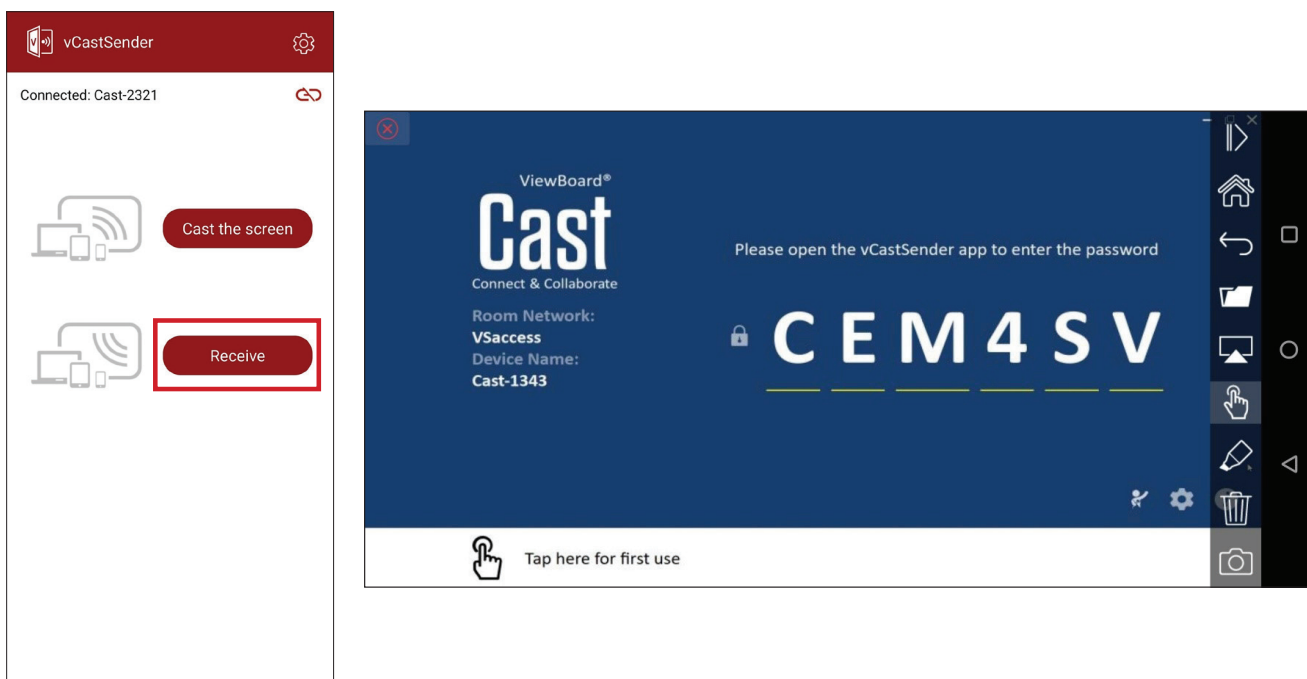 vCastSender
Connected: Cast-2321
Cast the screen
Receive
ViewBoard®
Cast
Connect & Collaborate
Room Network:
VSaccess
Device Name:
Cast-1343
Please open the vCastSender app to enter the password
CEM4SV
Tap here for first use